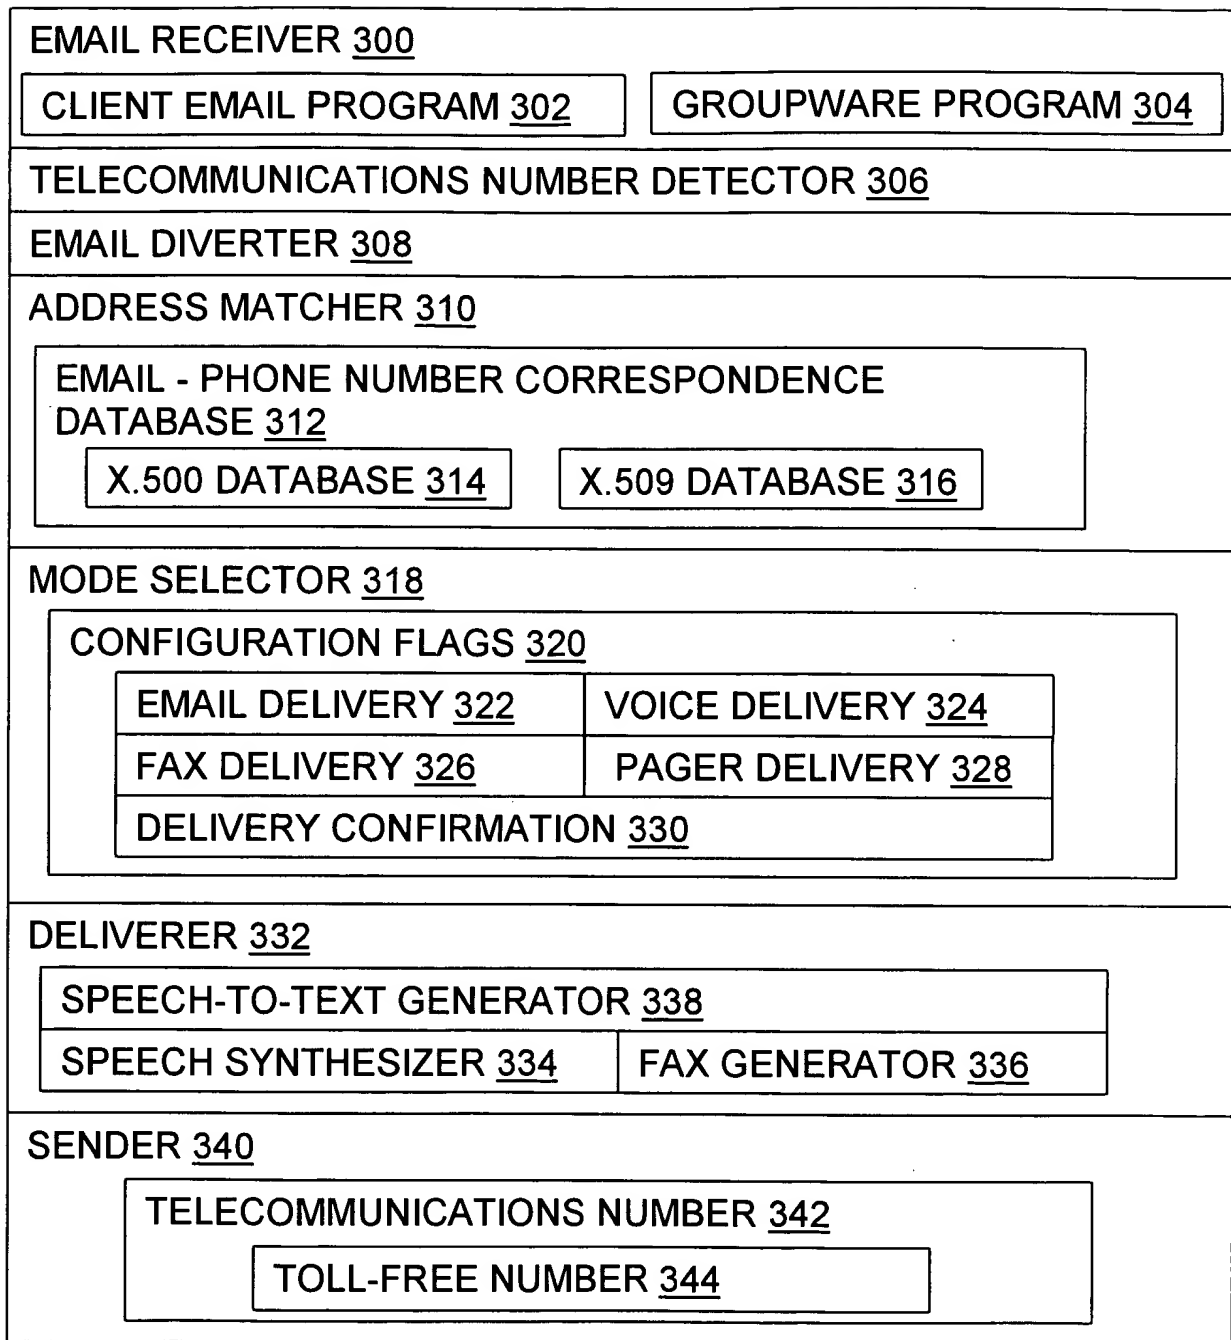 EMAIL RECEIVER 300
CLIENT EMAIL PROGRAM 302
GROUPWARE PROGRAM 304
TELECOMMUNICATIONS NUMBER DETECTOR 306
EMAIL DIVERTER 308
ADDRESS MATCHER 310
EMAIL - PHONE NUMBER CORRESPONDENCE
DATABASE 312
X.500 DATABASE 314
X.509 DATABASE 316
MODE SELECTOR 318
CONFIGURATION FLAGS 320
EMAIL DELIVERY 322
VOICE DELIVERY 324
FAX DELIVERY 326
PAGER DELIVERY 328
DELIVERY CONFIRMATION 330
DELIVERER 332
SPEECH-TO-TEXT GENERATOR 338
SPEECH SYNTHESIZER 334
FAX GENERATOR 336
SENDER 340
TELECOMMUNICATIONS NUMBER 342
TOLL-FREE NUMBER 344